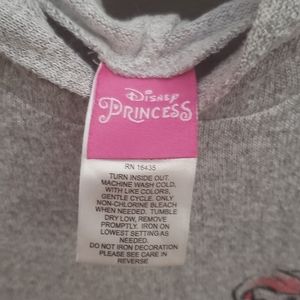 Disney
PRINCESS
RN 16435
TURN INSIDE OUT.
MACHINE WASH COLD,
WITH LIKE COLORS,
GENTLE CYCLE. ONLY
NON-CHLORINE BLEACH
WHEN NEEDED. TUMBLE
DRY LOW, REMOVE
PROMPTLY. IRON ON
LOWEST SETTING AS
NEEDED.
DO NOT IRON DECORATION
PLEASE SEE CARE IN
REVERSE